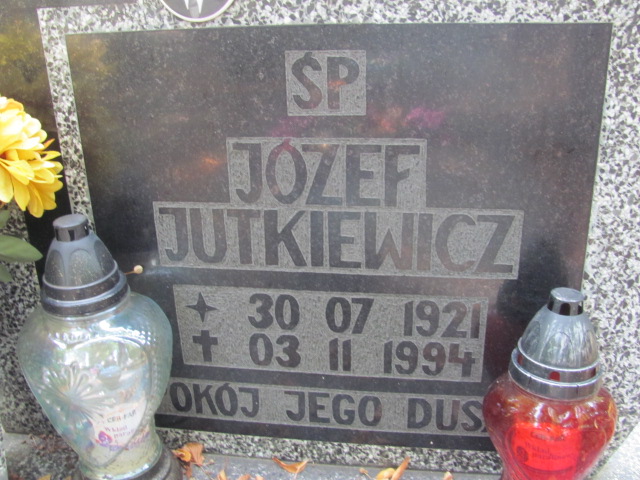 ŚP
JÓZEF
JUTKIEWICZ
30 07 1921
03 11 1994
OKÓJ JEGO DUS